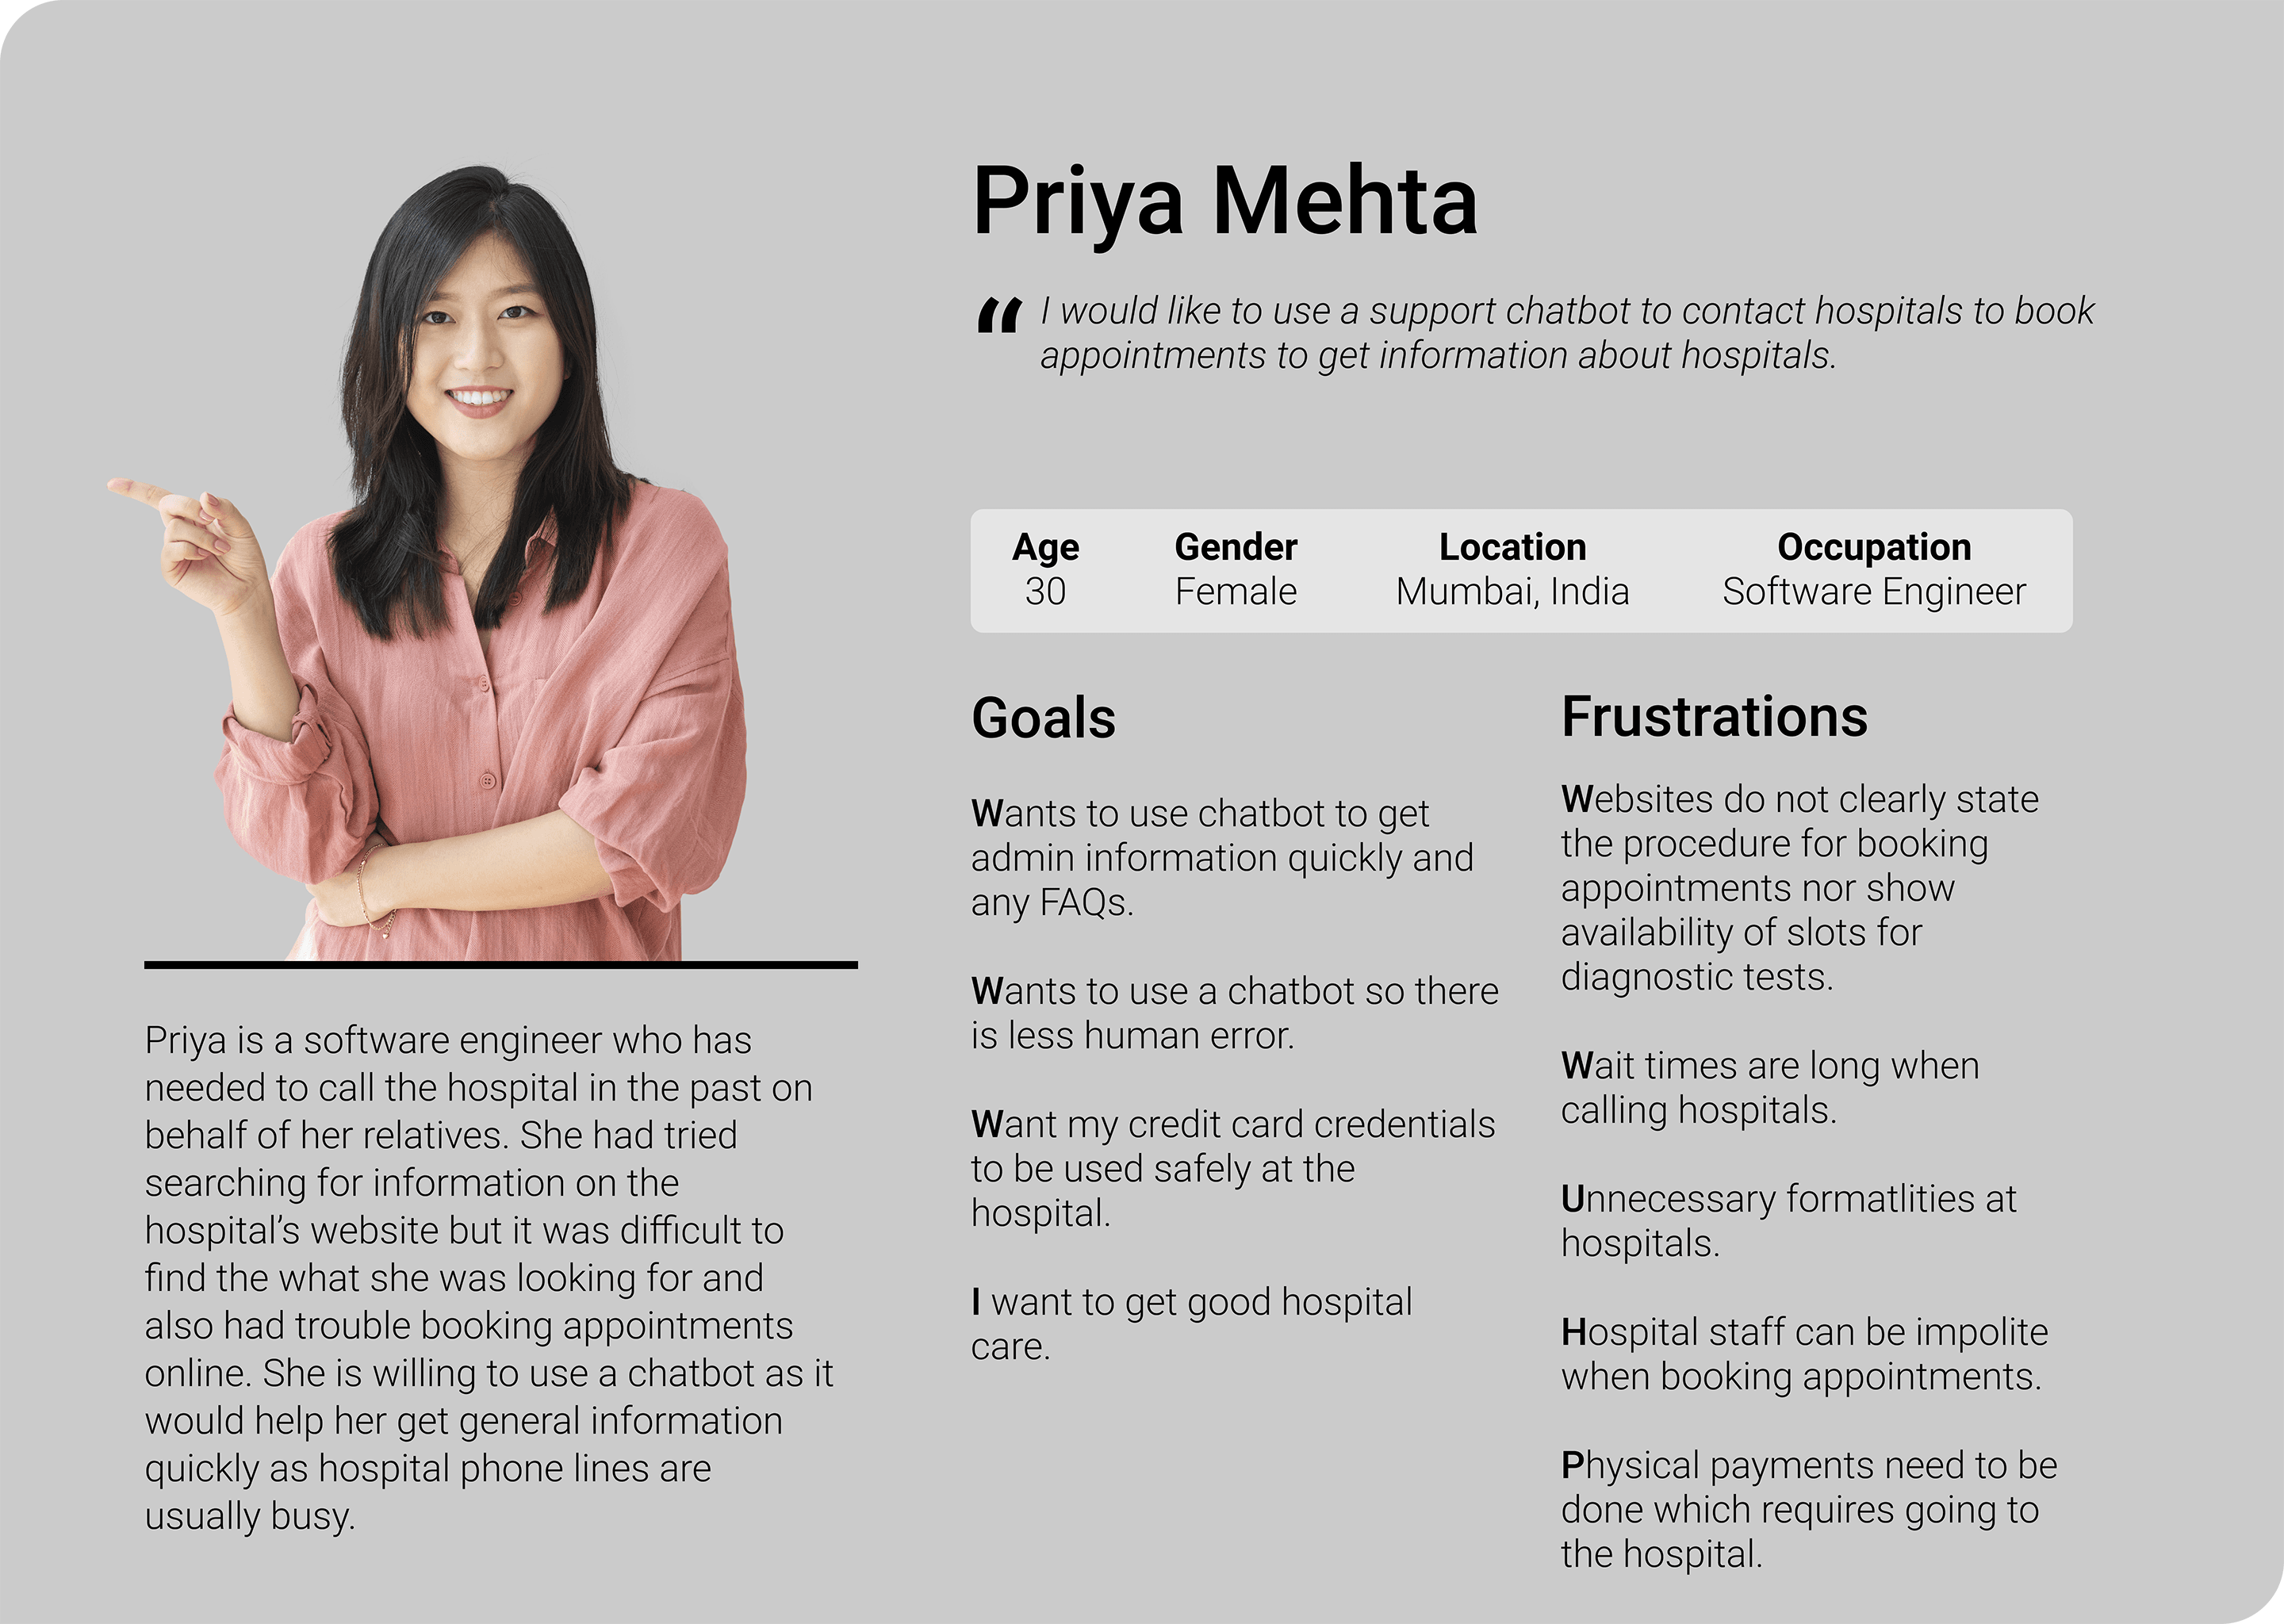 Priya Mehta
“ I would like to use a support chatbot to contact hospitals to book
appointments to get information about hospitals.
Age Gender Location Occupation
30 Female Mumbai, India Software Engineer
Goals
Wants to use chatbot to get
admin information quickly and
any FAQs.
Wants to use a chatbot so there
is less human error.
Want my credit card credentials
to be used safely at the
hospital.
I want to get good hospital
care.
Frustrations
Websites do not clearly state
the procedure for booking
appointments nor show
availability of slots for
diagnostic tests.
Wait times are long when
calling hospitals.
Unnecessary formatlities at
hospitals.
Hospital staff can be impolite
when booking appointments.
Physical payments need to be
done which requires going to
the hospital.
Priya is a software engineer who has
needed to call the hospital in the past on
behalf of her relatives. She had tried
searching for information on the
hospital’s website but it was difficult to
find the what she was looking for and
also had trouble booking appointments
online. She is willing to use a chatbot as it
would help her get general information
quickly as hospital phone lines are
usually busy.